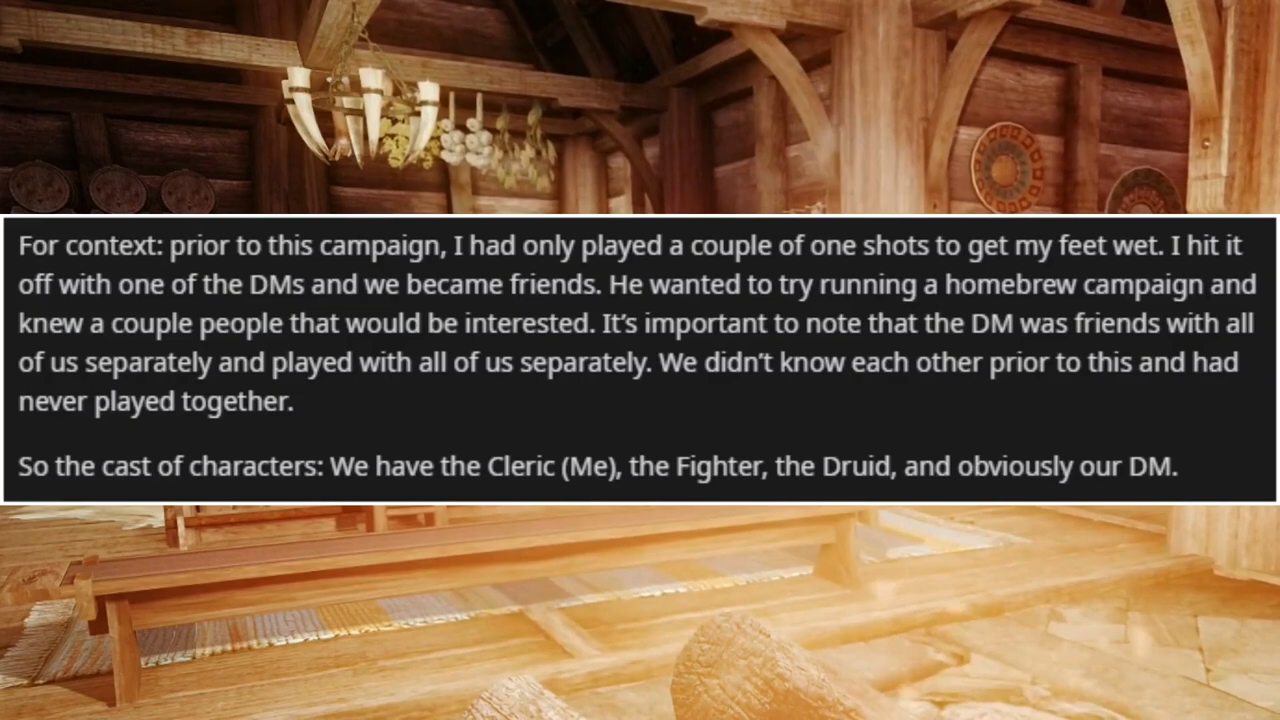 For context: prior to this campaign, I had only played a couple of one shots to get my feet wet. I hit it
off with one of the DMs and we became friends. He wanted to try running a homebrew campaign and
knew a couple people that would be interested. It’s important to note that the DM was friends with all
of us separately and played with all of us separately. We didn’t know each other prior to this and had
never played together.
So the cast of characters: We have the Cleric (Me), the Fighter, the Druid, and obviously our DM.